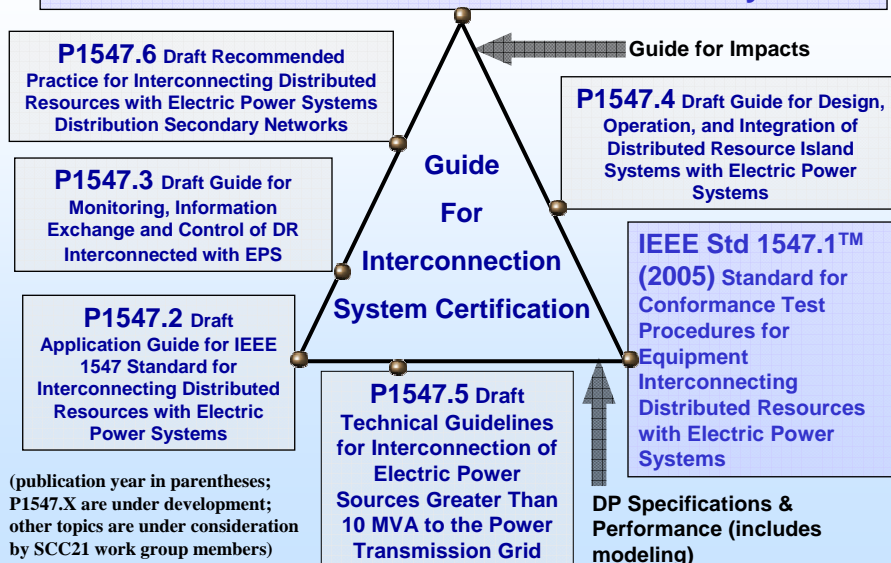 Guide for Impacts
P1547.6 Draft Recommended
Practice for Interconnecting Distributed
Resources with Electric Power Systems
Distribution Secondary Networks
P1547.4 Draft Guide for Design,
Operation, and Integration of
Distributed Resource Island
Systems with Electric Power
Systems
Guide
For
Interconnection
System Certification
P1547.3 Draft Guide for
Monitoring, Information
Exchange and Control of DR
Interconnected with EPS
IEEE Std 1547.1™
(2005) Standard for
Conformance Test
Procedures for
Equipment
Interconnecting
Distributed Resources
with Electric Power
Systems
P1547.2 Draft
Application Guide for IEEE
1547 Standard for
Interconnecting Distributed
Resources with Electric
Power Systems
P1547.5 Draft
Technical Guidelines
for Interconnection of
Electric Power
Sources Greater Than
10 MVA to the Power
Transmission Grid
(publication year in parentheses;
P1547.X are under development;
other topics are under consideration
by SCC21 work group members)
DP Specifications &
Performance (includes
modeling)